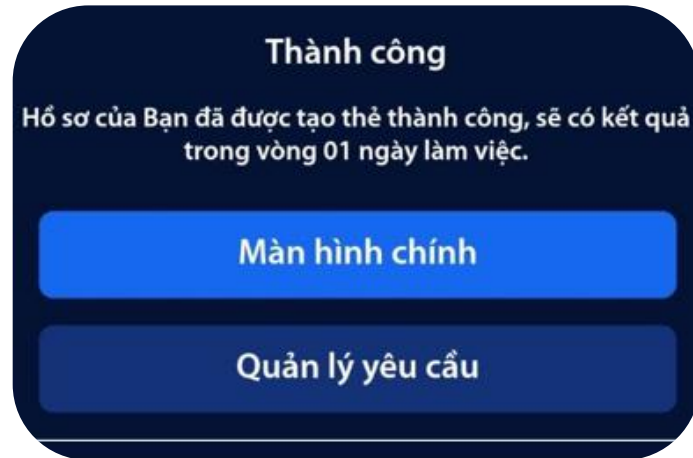 Thành công
Hồ sơ của Bạn đã được tạo thẻ thành công, sẽ có kết quả
trong vòng 01 ngày làm việc.
Màn hình chính
Quản lý yêu cầu